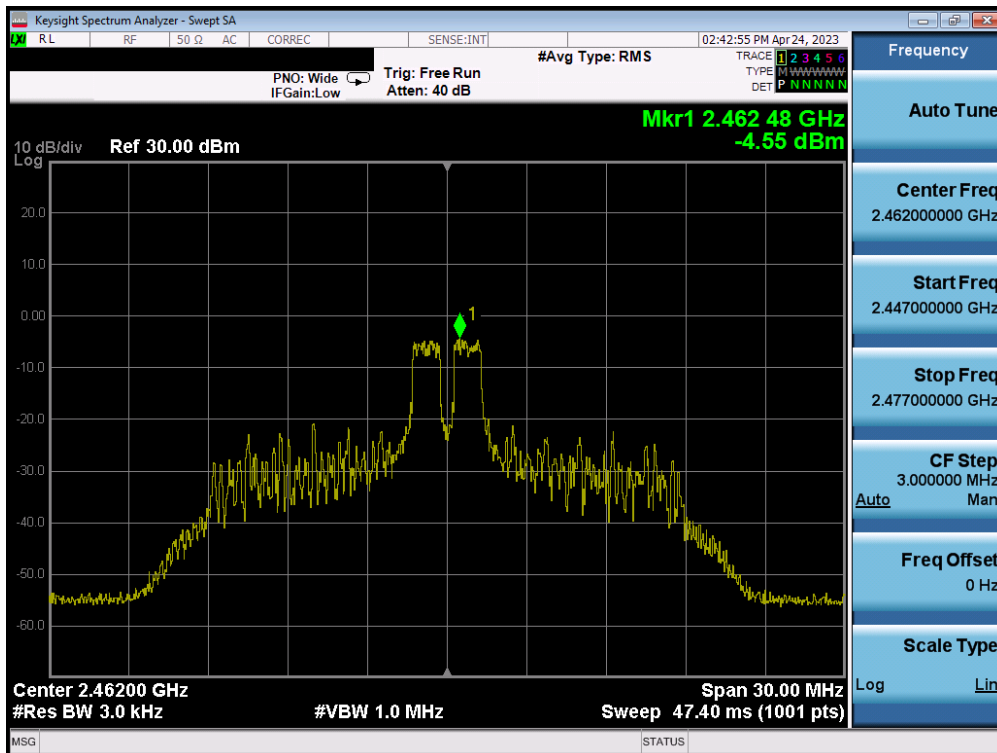 Keysight Spectrum Analyzer - Swept SA
LXI RL RF 50 Ω AC CORREC SENSE:INT 02:42:55 PM Apr 24, 2023
PNO: Wide
IFGain:Low
Trig: Free Run
Atten: 40 dB
#Avg Type: RMS
TRACE 1 2 3 4 5 6
TYPE M WWWWW
DET P N N N N N
Mkr1 2.462 48 GHz
-4.55 dBm
10 dB/div
Log
Ref 30.00 dBm
20.0
10.0
0.00
-10.0
-20.0
-30.0
-40.0
-50.0
-60.0
1
Center 2.46200 GHz
Span 30.00 MHz
#Res BW 3.0 kHz
#VBW 1.0 MHz
Sweep 47.40 ms (1001 pts)
MSG
STATUS
Frequency
Auto Tune
Center Freq
2.462000000 GHz
Start Freq
2.447000000 GHz
Stop Freq
2.477000000 GHz
CF Step
3.000000 MHz
Auto Man
Freq Offset
0 Hz
Scale Type
Log Lin